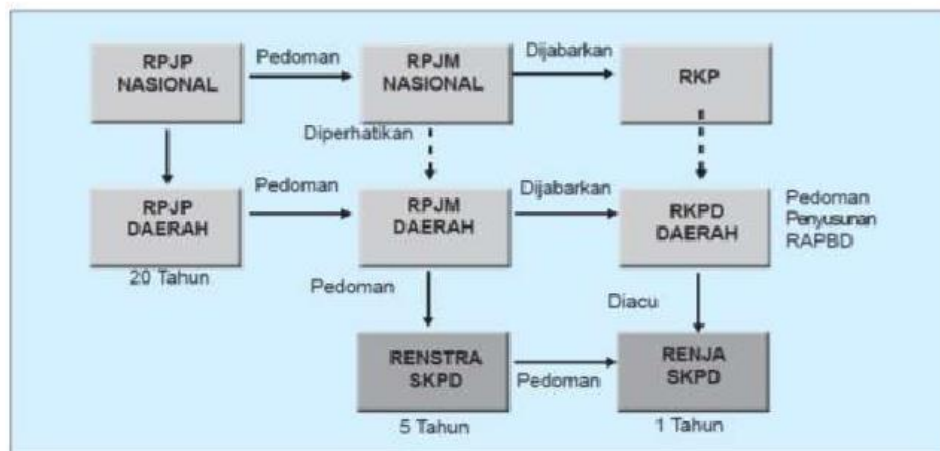 RPJP
NASIONAL
Pedoman
RPJM
NASIONAL
Dijabarkan
RKP
Diperhatikan
RPJP
DAERAH
20 Tahun
Pedoman
RPJM
DAERAH
Dijabarkan
RKPD
DAERAH
Pedoman
Penyusunan
RAPBD
Pedoman
Diacu
RENSTRA
SKPD
5 Tahun
Pedoman
RENJA
SKPD
1 Tahun